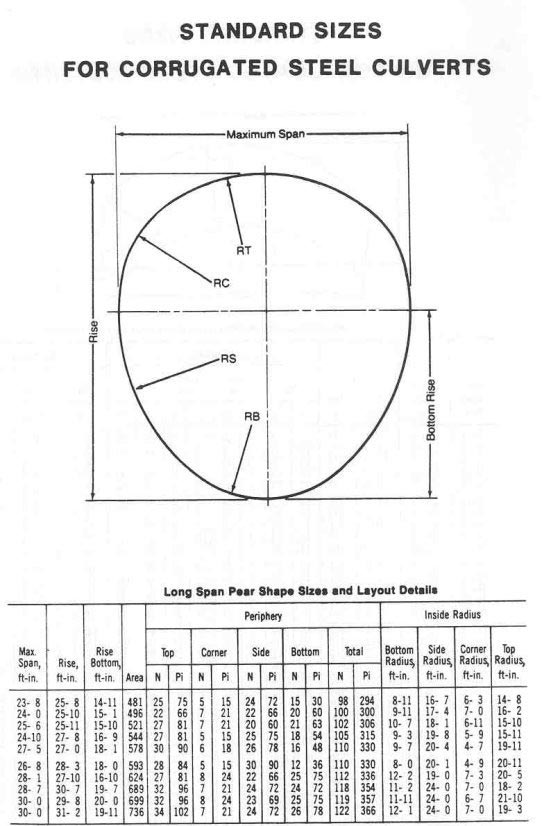 STANDARD SIZES
FOR CORRUGATED STEEL CULVERTS
Maximum Span
RT
RC
Rise
RS
RB
Bottom Rise
Long Span Pear Shape Sizes and Layout Details
Periphery Inside Radius
Max. Span, ft-in. Rise, ft-in. Rise Bottom, ft-in. Area Top Corner Side Bottom Total Bottom Radius, ft-in. Side Radius, ft-in. Corner Radius, ft-in. Top Radius, ft-in.
N Pi N Pi N Pi N Pi N Pi
23- 8 25- 8 14-11 481 25 75 5 15 24 72 15 30 98 294 8-11 16- 7 6- 3 14- 8
24- 0 25-10 15- 1 496 22 66 7 21 22 66 20 60 100 300 9-11 17- 4 7- 0 16- 2
25- 6 25-11 15-10 521 27 81 7 21 20 60 21 63 102 306 10- 7 18- 1 6-11 15-10
24-10 27- 8 16- 9 544 27 81 5 15 25 75 18 54 105 315 9- 3 19- 8 5- 9 15-11
27- 5 27- 0 18- 1 578 30 90 6 18 26 78 16 48 110 330 9- 7 20- 4 4- 7 19-11
26- 8 28- 3 18- 0 593 28 84 5 15 30 90 12 36 110 330 8- 0 20- 1 4- 9 20-11
28- 1 27-10 16-10 624 27 81 8 24 22 66 25 75 112 336 12- 2 19- 0 7- 3 20- 5
28- 7 30- 7 19- 7 689 32 96 7 21 24 72 24 72 118 354 11- 2 24- 0 7- 0 18- 2
30- 0 29- 8 20- 0 699 32 96 8 24 23 69 25 75 119 357 11-11 24- 0 6- 7 21-10
30- 0 31- 2 19-11 736 34 102 7 21 24 72 26 78 122 366 12- 1 24- 0 7- 0 19- 3